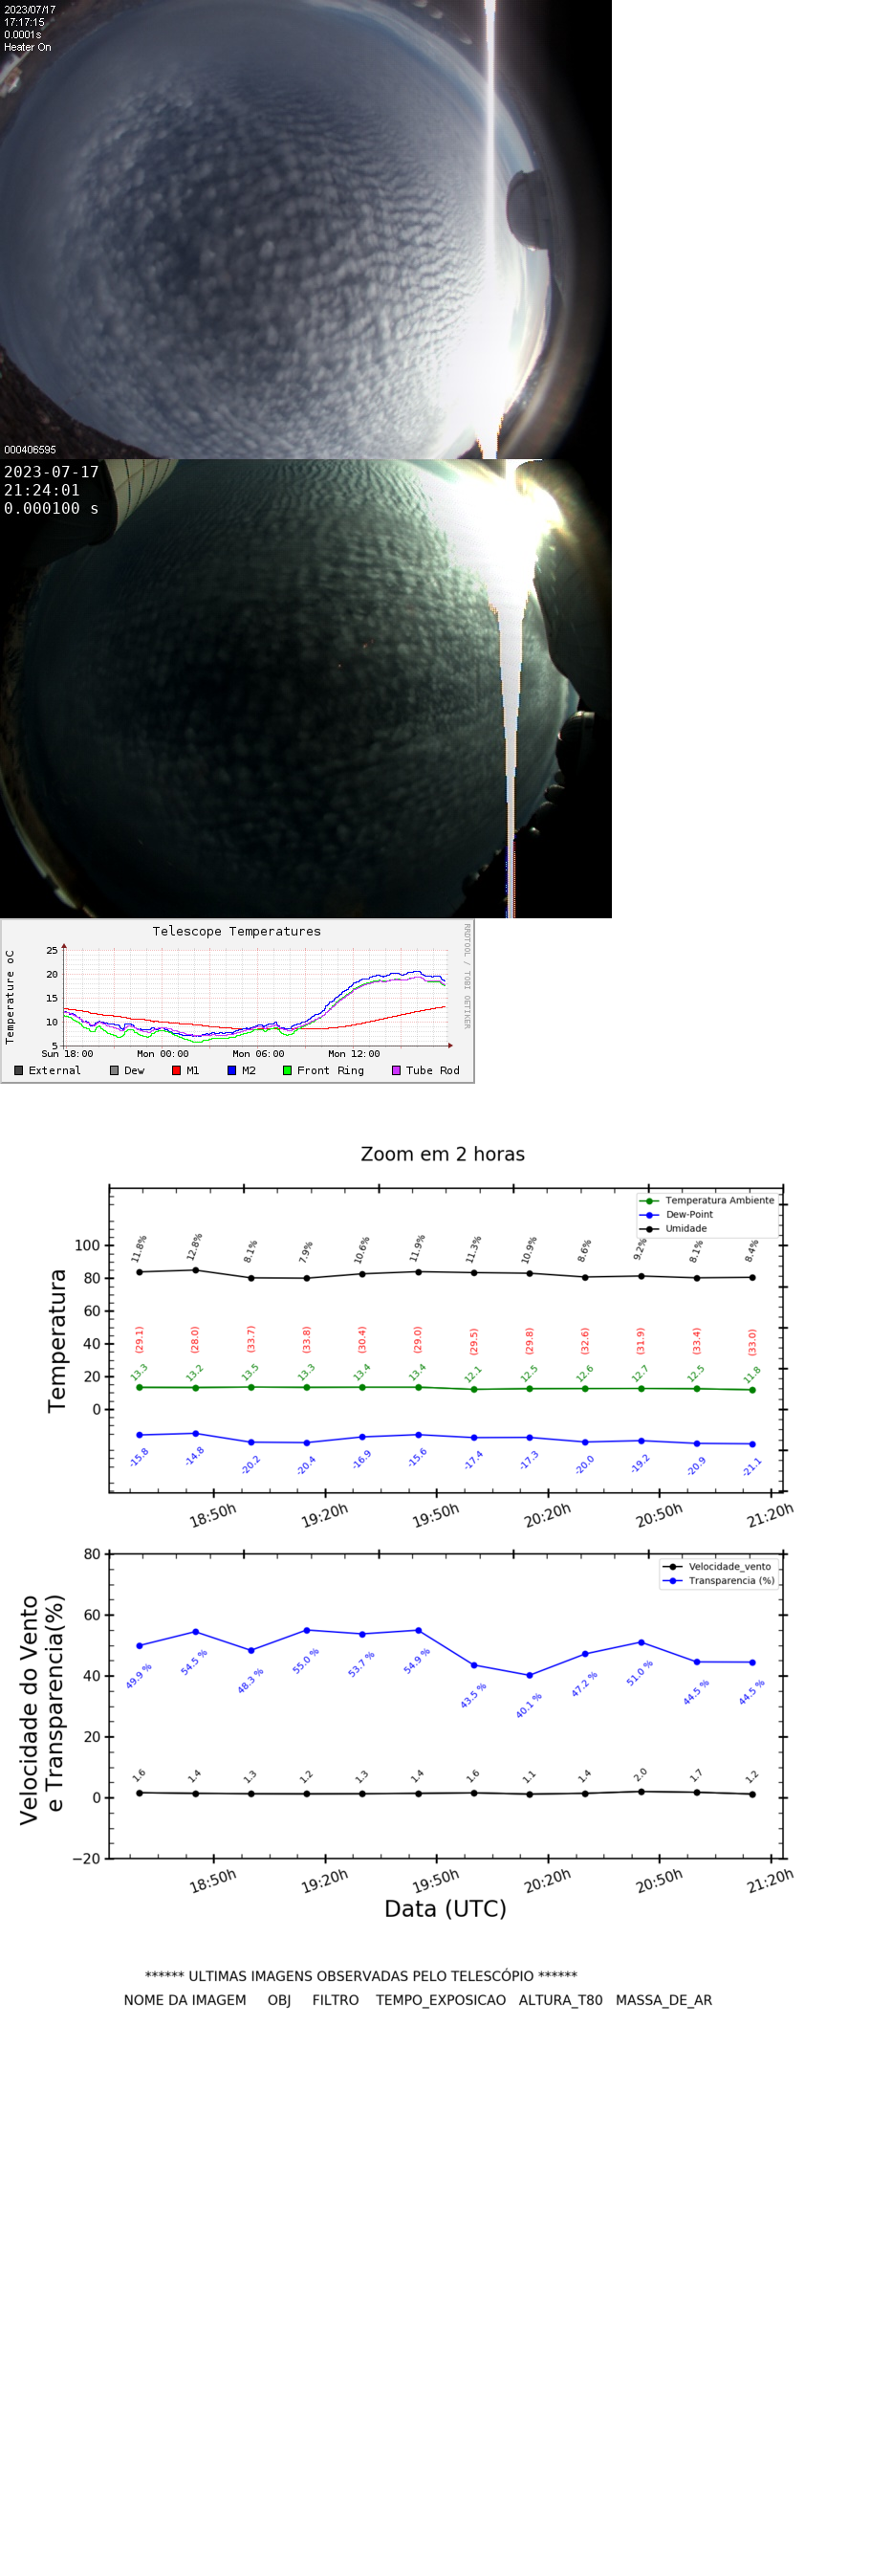 2023/07/17
17:17:15
0.0001s
Heater On
000406595
2023-07-17
21:24:01
0.000100 s
Telescope Temperatures
RRDTOOL / TOBI OETIKER
Temperature oC
25
20
15
10
5
Sun 18:00 Mon 00:00 Mon 06:00 Mon 12:00
External Dew M1 M2 Front Ring Tube Rod
Zoom em 2 horas
Temperatura Ambiente
Dew-Point
Umidade
Temperatura
100
80
60
40
20
0
11.8% 12.8% 8.1% 7.9% 10.6% 11.9% 11.3% 10.9% 8.6% 9.2% 8.1% 8.4%
(29.1) (28.0) (33.7) (33.8) (30.4) (29.0) (29.5) (29.8) (32.6) (31.9) (33.4) (33.0)
13.3 13.2 13.5 13.3 13.4 13.4 12.1 12.5 12.6 12.7 12.5 11.8
-15.8 -14.8 -20.2 -20.4 -16.9 -15.6 -17.4 -17.3 -20.0 -19.2 -20.9 -21.1
18:50h 19:20h 19:50h 20:20h 20:50h 21:20h
Velocidade_vento
Transparencia (%)
Velocidade do Vento
e Transparencia(%)
80
60
40
20
0
−20
49.9 % 54.5 % 48.3 % 55.0 % 53.7 % 54.9 % 43.5 % 40.1 % 47.2 % 51.0 % 44.5 % 44.5 %
1.6 1.4 1.3 1.2 1.3 1.4 1.6 1.1 1.4 2.0 1.7 1.2
18:50h 19:20h 19:50h 20:20h 20:50h 21:20h
Data (UTC)
****** ULTIMAS IMAGENS OBSERVADAS PELO TELESCÓPIO ******
NOME DA IMAGEM OBJ FILTRO TEMPO_EXPOSICAO ALTURA_T80 MASSA_DE_AR